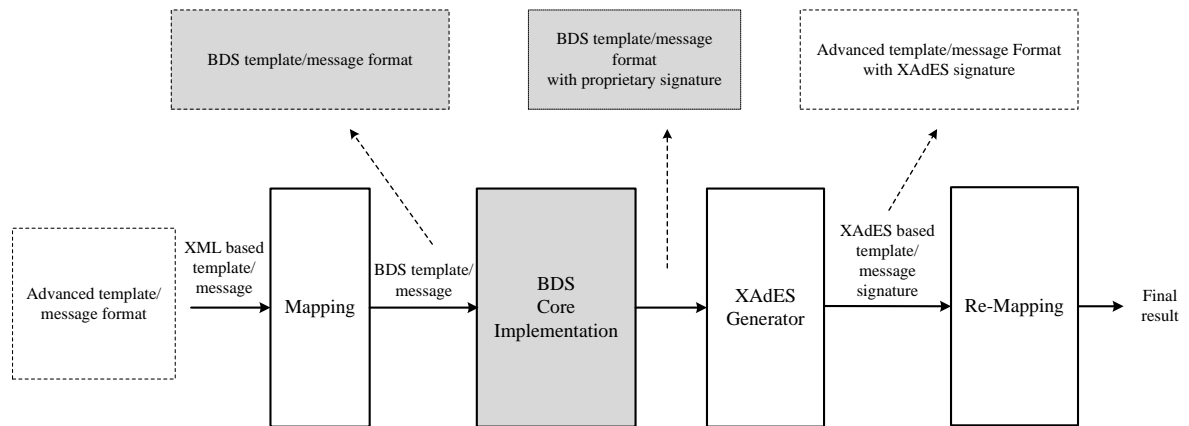 BDS template/message format
BDS template/message
format
with proprietary signature
Advanced template/message Format
with XAdES signature
Advanced template/
message format
XML based
template/
message
Mapping
BDS template/
message
BDS
Core
Implementation
XAdES
Generator
XAdES based
template/
message
signature
Re-Mapping
Final
result